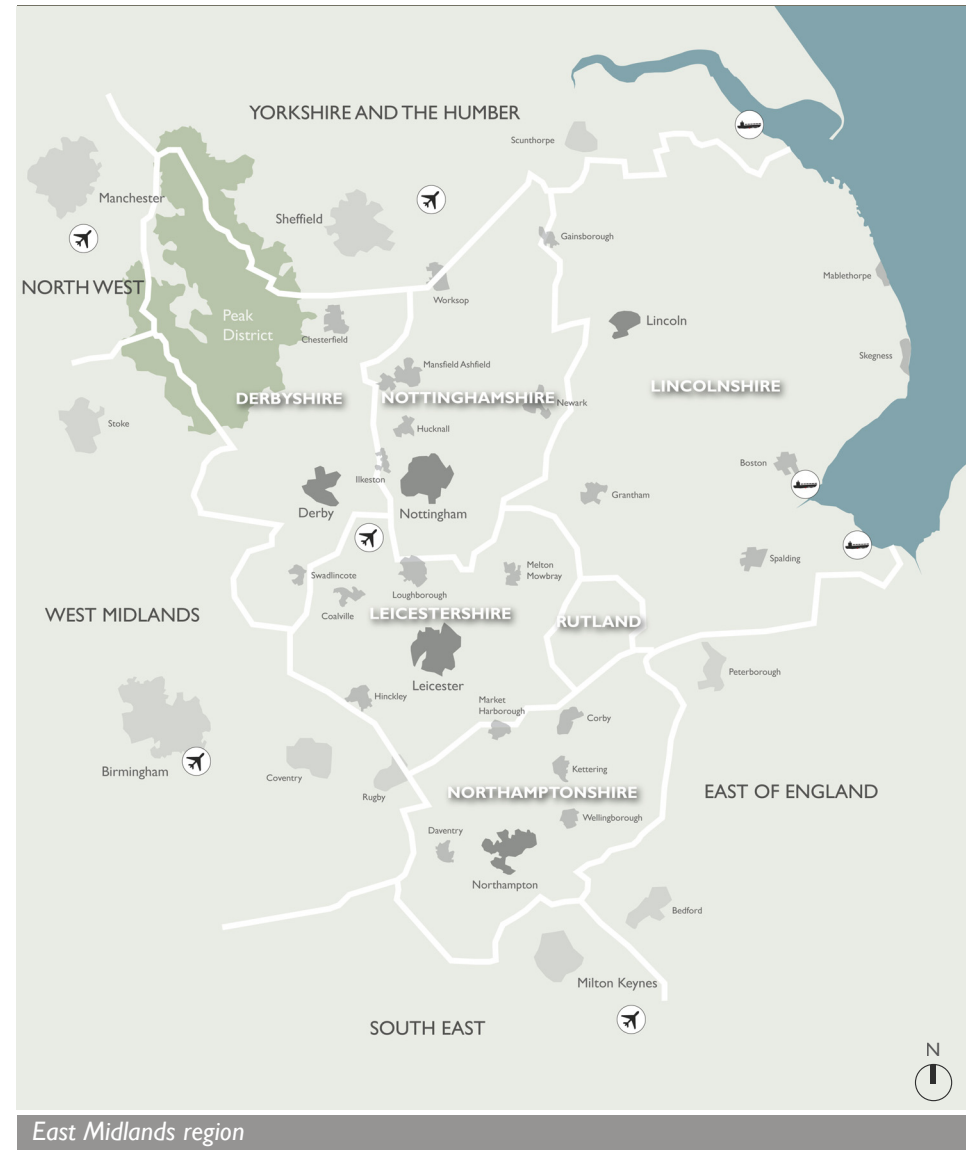 YORKSHIRE AND THE HUMBER
Scunthorpe
Manchester
Sheffield
Gainsborough
Mablethorpe
NORTH WEST
Worksop
Peak
District
Lincoln
Chesterfield
Skegness
Mansfield Ashfield
LINCOLNSHIRE
DERBYSHIRE
NOTTINGHAMSHIRE
Newark
Stoke
Hucknall
Boston
Ilkeston
Grantham
Derby
Nottingham
Spalding
Melton
Mowbray
Swadlincote
Loughborough
Coalville
WEST MIDLANDS
LEICESTERSHIRE
RUTLAND
Peterborough
Leicester
Hinckley
Market
Harborough
Corby
Birmingham
Coventry
Kettering
Rugby
NORTHAMPTONSHIRE
EAST OF ENGLAND
Wellingborough
Daventry
Northampton
Bedford
Milton Keynes
SOUTH EAST
N
East Midlands region